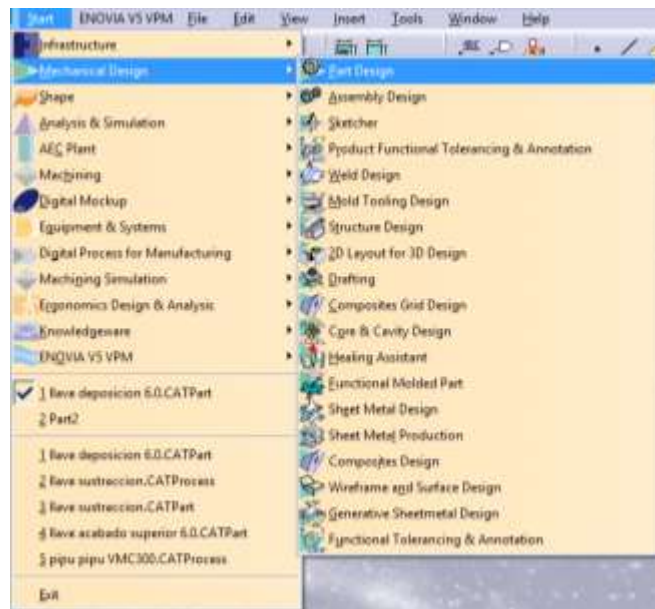 Start ENOVIA V5 VPM File Edit View Insert Tools Window Help
Infrastructure
Mechanical Design
Shape
Analysis & Simulation
AEC Plant
Machining
Digital Mockup
Equipment & Systems
Digital Process for Manufacturing
Machining Simulation
Ergonomics Design & Analysis
Knowledgeware
ENOVIA V5 VPM
1 llave deposicion 6.0.CATPart
2 Part2
1 llave deposicion 6.0.CATPart
2 llave sustraccion.CATProcess
3 llave sustraccion.CATPart
4 llave acabado superior 6.0.CATPart
5 pipu pipu VMC300.CATProcess
Exit
Part Design
Assembly Design
Sketcher
Product Functional Tolerancing & Annotation
Weld Design
Mold Tooling Design
Structure Design
2D Layout for 3D Design
Drafting
Composites Grid Design
Core & Cavity Design
Healing Assistant
Functional Molded Part
Sheet Metal Design
Sheet Metal Production
Composites Design
Wireframe and Surface Design
Generative Sheetmetal Design
Functional Tolerancing & Annotation